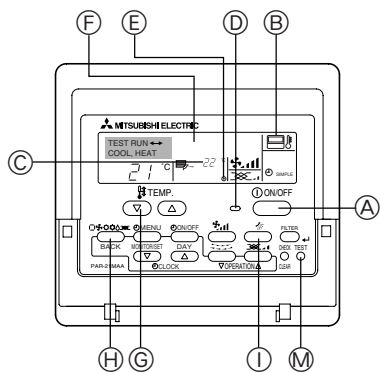 F E D B
MITSUBISHI ELECTRIC
TEST RUN ↔
COOL, HEAT
C
21 °C
22 °C
SIMPLE
TEMP.
ON/OFF
A
MENU
ON/OFF
FILTER
BACK
MONITOR/SET
DAY
CHECK TEST
PAR-21MAA
CLOCK
OPERATION
CLEAR
H G I M